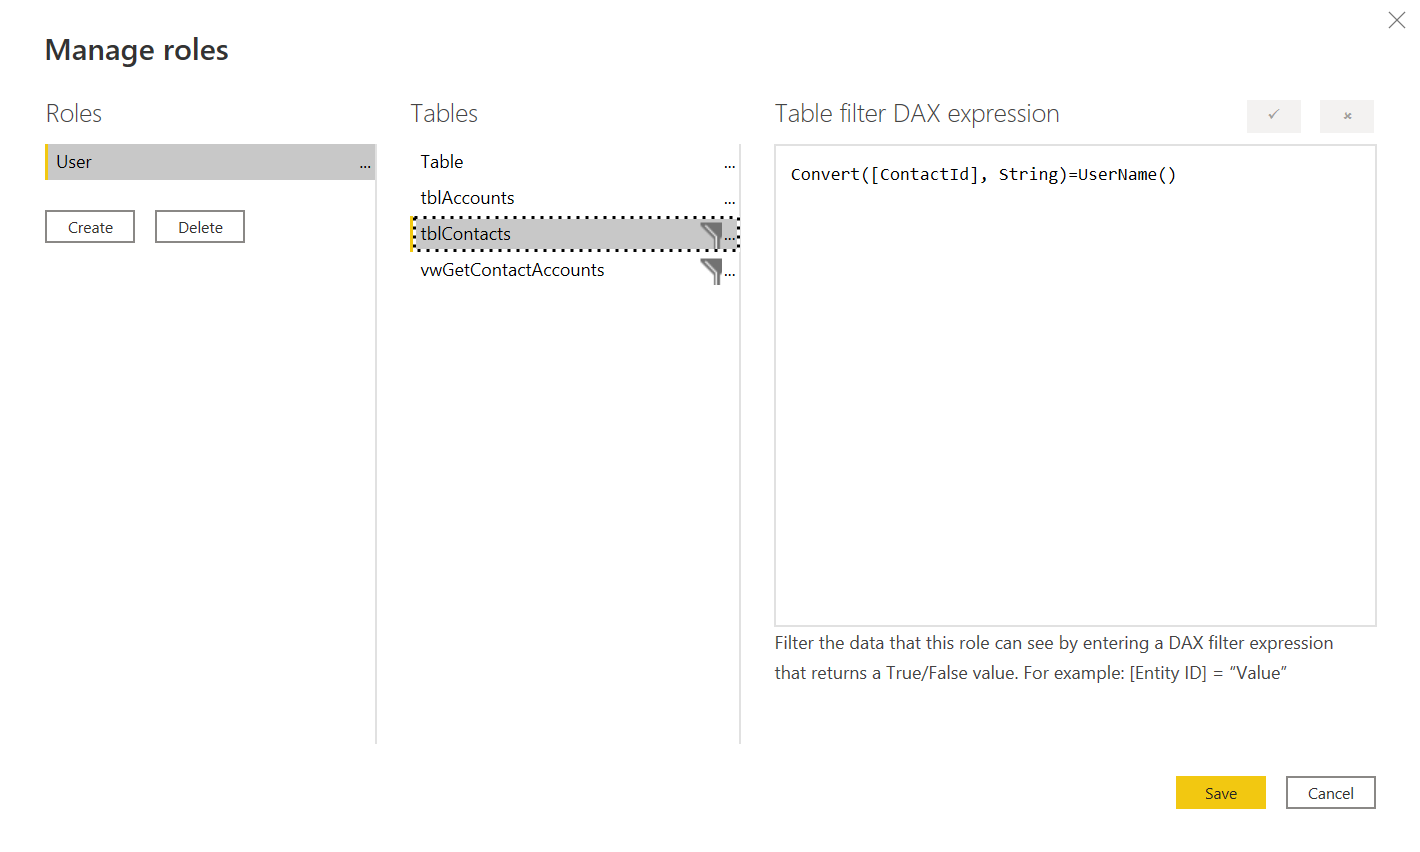 Manage roles
Roles
Tables
Table filter DAX expression
User
...
Create
Delete
Table
...
tblAccounts
...
tblContacts
...
vwGetContactAccounts
...
Convert([ContactId], String)=UserName()
Filter the data that this role can see by entering a DAX filter expression
that returns a True/False value. For example: [Entity ID] = “Value”
Save
Cancel